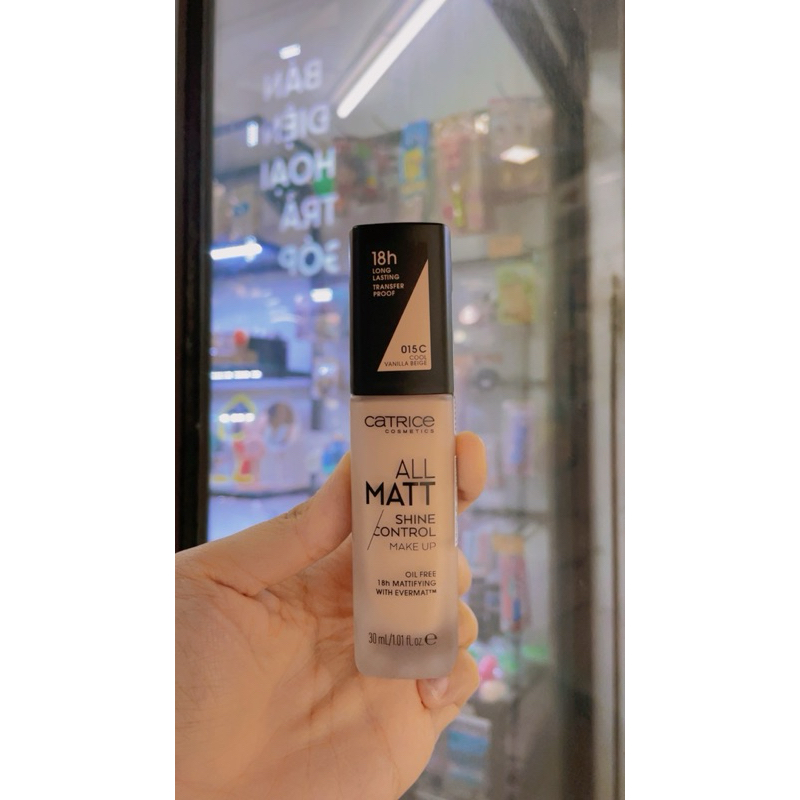 BÁN
ĐIỆN
THOẠI
TRẢ
GÓP
18h
LONG
LASTING
TRANSFER
PROOF
015 C
COOL
VANILLA BEIGE
CATRICE
COSMETICS
ALL
MATT
SHINE
CONTROL
MAKE UP
OIL FREE
18h MATTIFYING
WITH EVERMAT™
30 mL/1.01 fl.oz. ℮